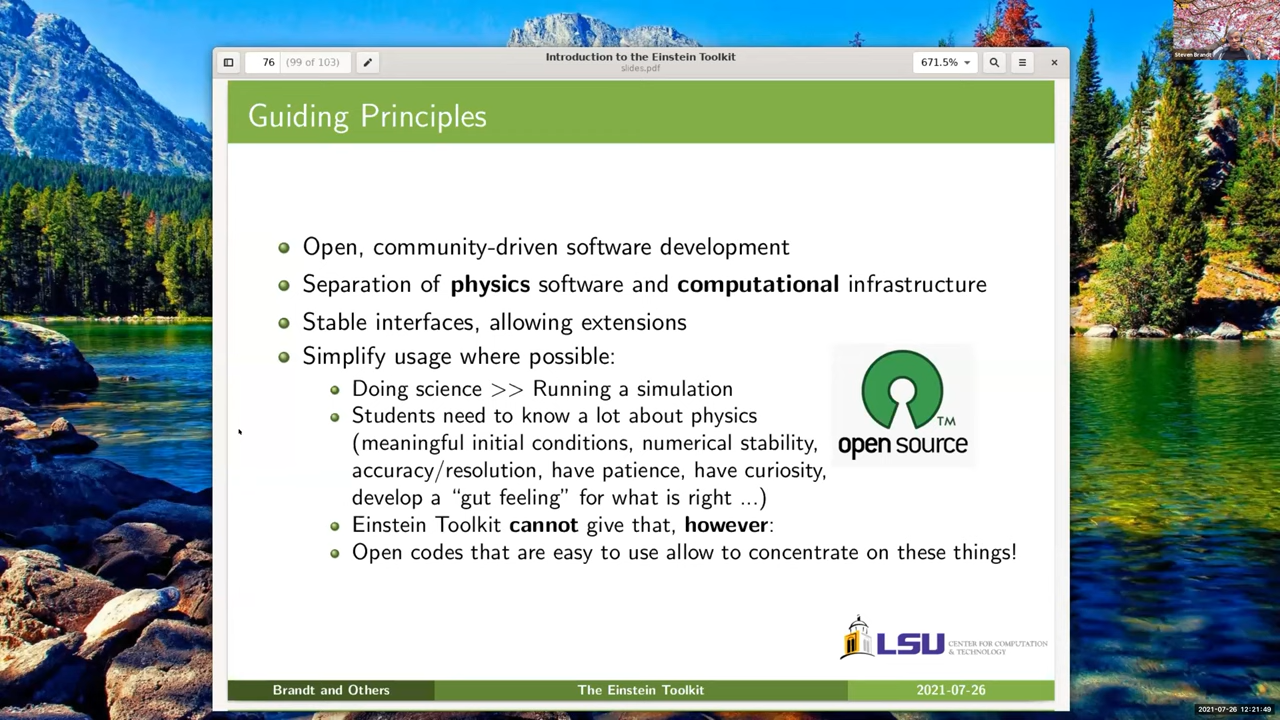 76 (99 of 103)
Introduction to the Einstein Toolkit
slides.pdf
671.5%
Steven Brandt
Guiding Principles
Open, community-driven software development
Separation of physics software and computational infrastructure
Stable interfaces, allowing extensions
Simplify usage where possible:
Doing science >> Running a simulation
Students need to know a lot about physics
(meaningful initial conditions, numerical stability,
accuracy/resolution, have patience, have curiosity,
develop a “gut feeling” for what is right ...)
Einstein Toolkit cannot give that, however:
Open codes that are easy to use allow to concentrate on these things!
TM
open source
LSU CENTER FOR COMPUTATION
& TECHNOLOGY
Brandt and Others The Einstein Toolkit 2021-07-26
2021-07-26 12:21:49